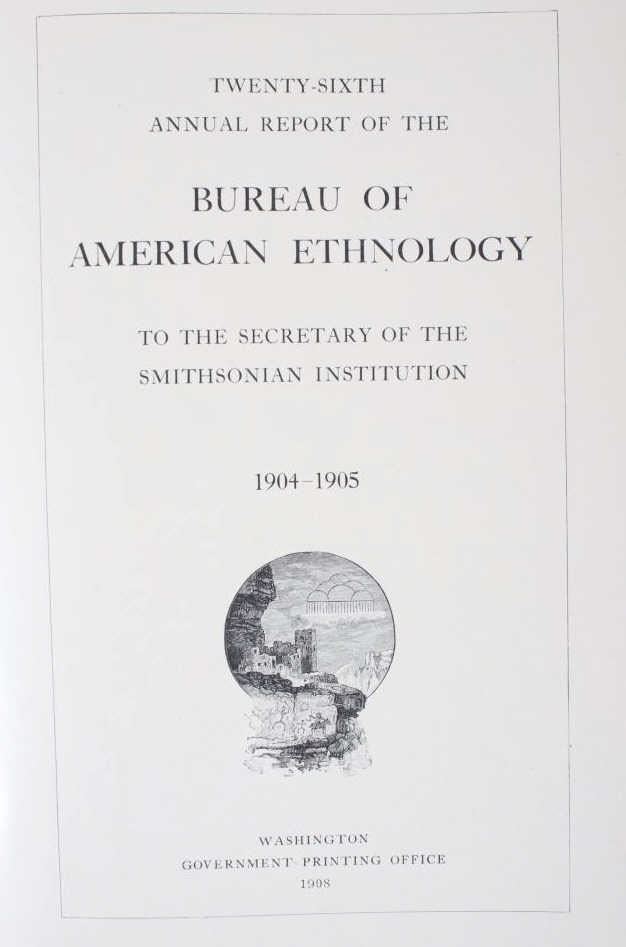 TWENTY-SIXTH
ANNUAL REPORT OF THE
BUREAU OF
AMERICAN ETHNOLOGY
TO THE SECRETARY OF THE
SMITHSONIAN INSTITUTION
1904–1905
WASHINGTON
GOVERNMENT PRINTING OFFICE
1908